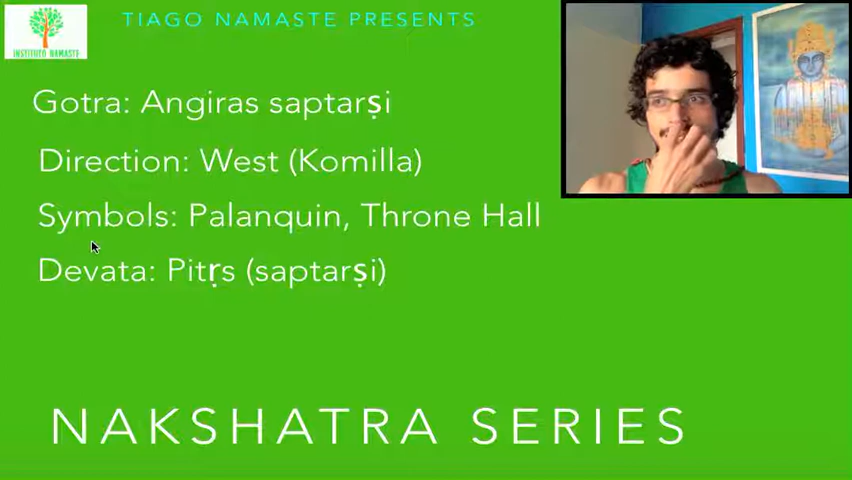 TIAGO NAMASTE PRESENTS
INSTITUTO NAMASTE
Gotra: Angiras saptarṣi
Direction: West (Komilla)
Symbols: Palanquin, Throne Hall
Devata: Pitṛs (saptarṣi)
NAKSHATRA SERIES